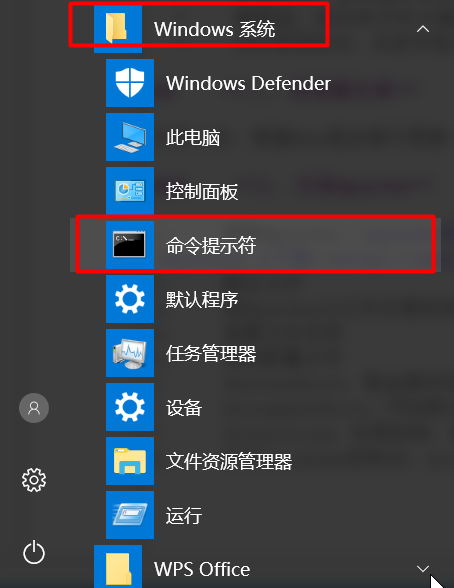 Windows 系统
Windows Defender
此电脑
控制面板
命令提示符
默认程序
任务管理器
设备
文件资源管理器
运行
WPS Office